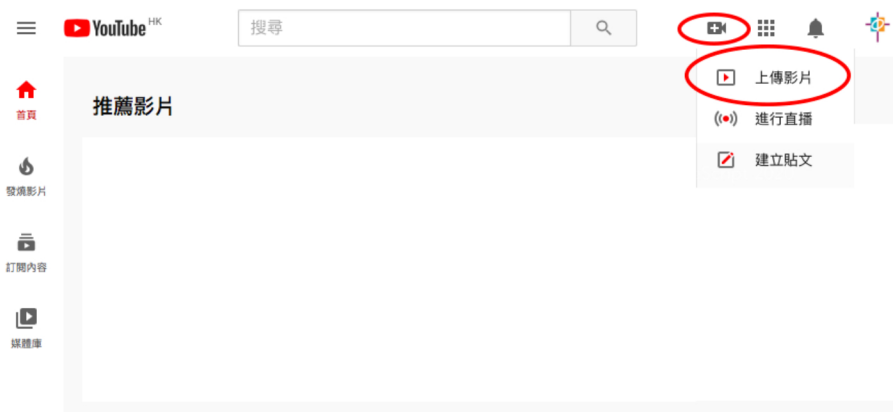 YouTube HK
搜尋
上傳影片
首頁
推薦影片
進行直播
建立貼文
發燒影片
訂閱內容
媒體庫